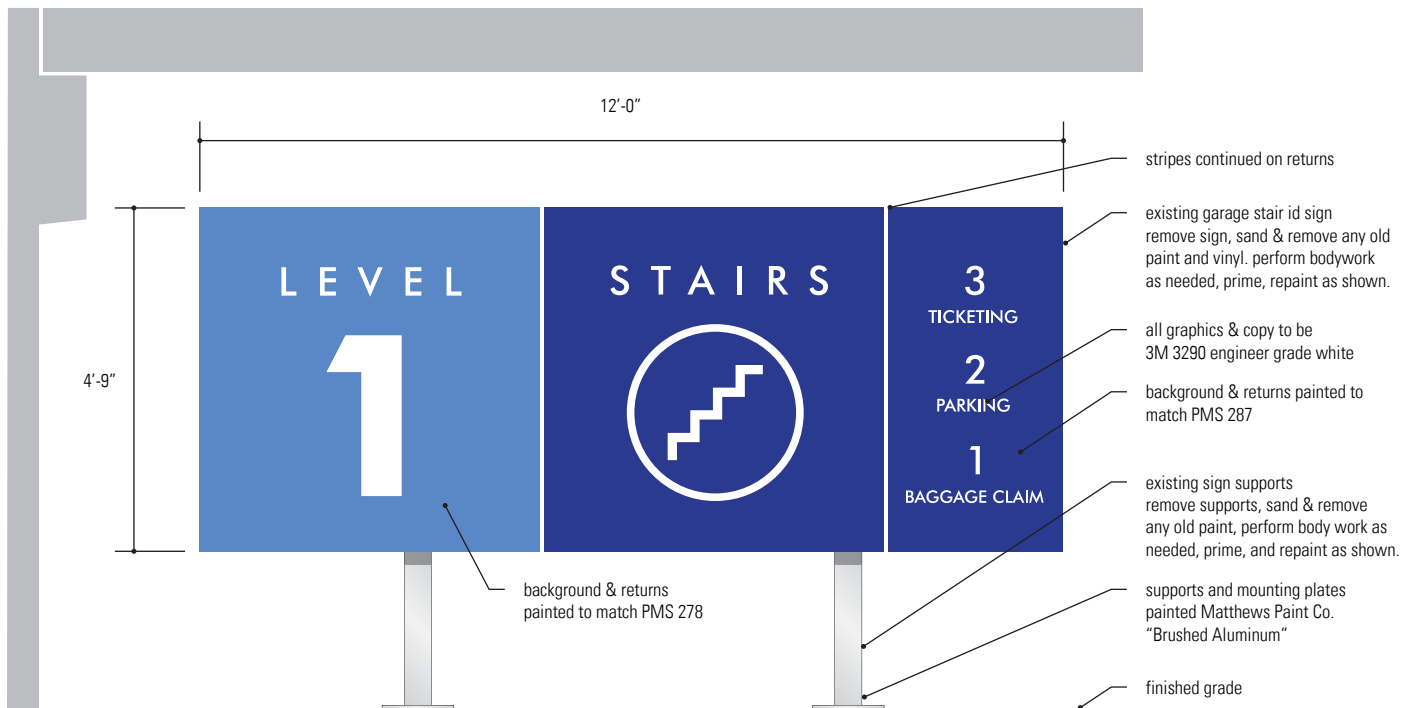 12’-0”
4’-9”
LEVEL
1
STAIRS
3
TICKETING
2
PARKING
1
BAGGAGE CLAIM
stripes continued on returns
existing garage stair id sign
remove sign, sand & remove any old
paint and vinyl. perform bodywork
as needed, prime, repaint as shown.
all graphics & copy to be
3M 3290 engineer grade white
background & returns painted to
match PMS 287
existing sign supports
remove supports, sand & remove
any old paint, perform body work as
needed, prime, and repaint as shown.
background & returns
painted to match PMS 278
supports and mounting plates
painted Matthews Paint Co.
“Brushed Aluminum”
finished grade